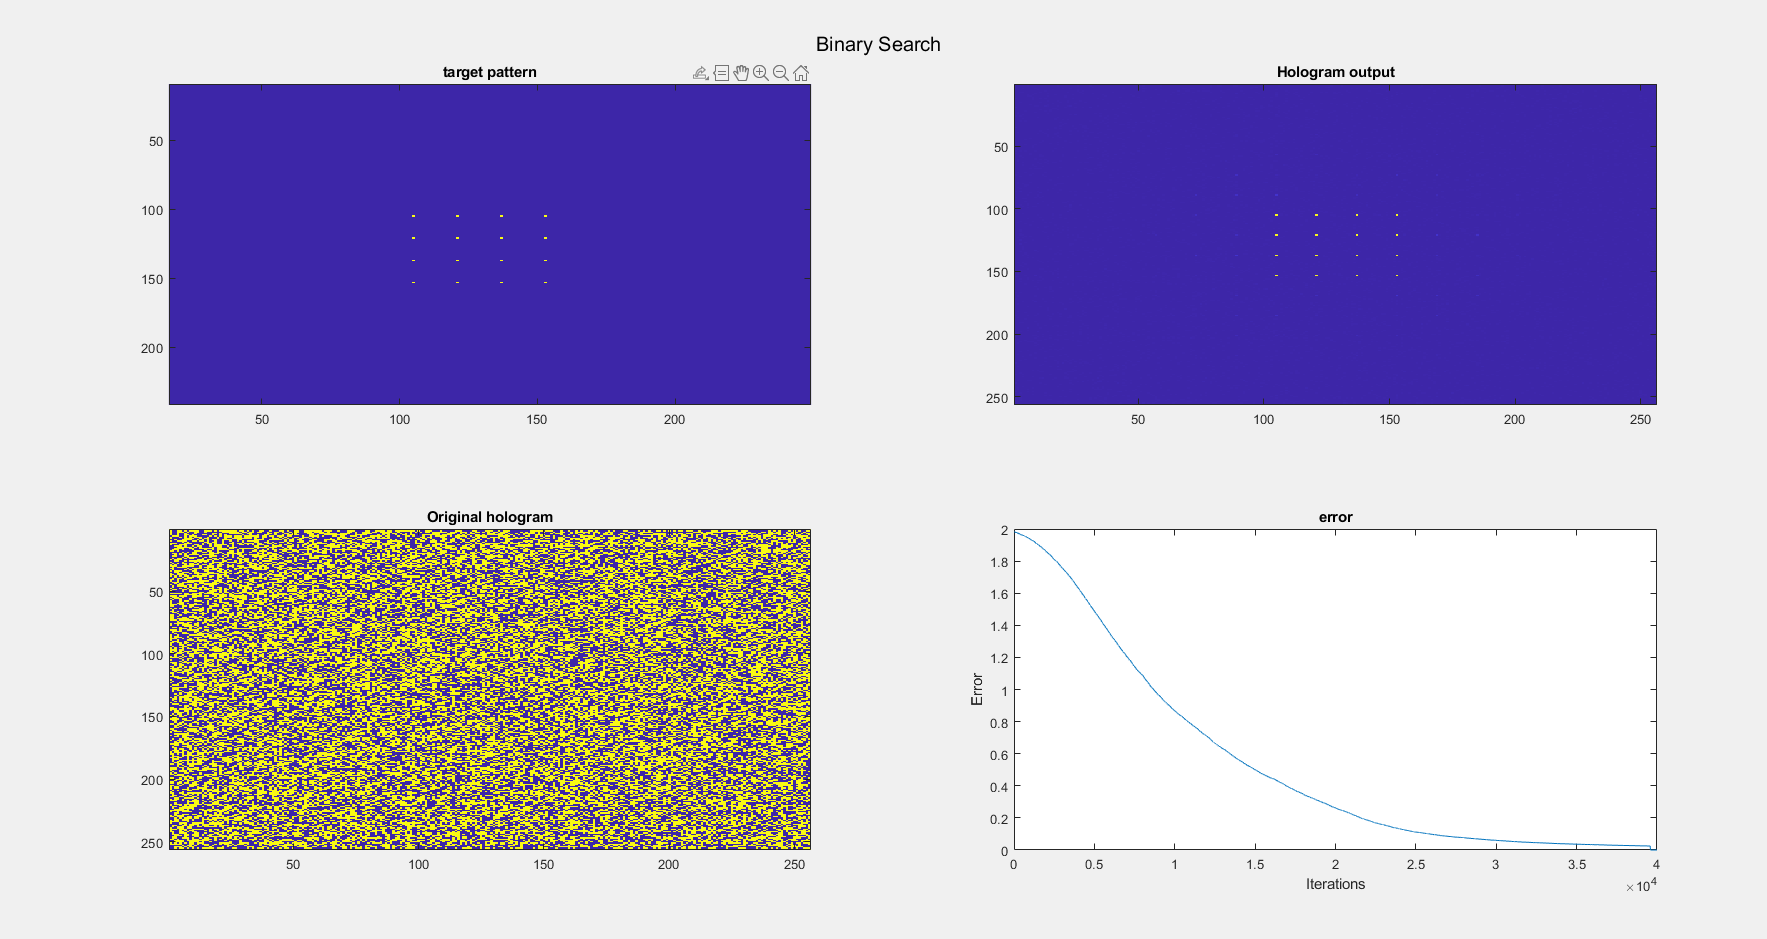 Binary Search
target pattern
50
100
150
200
50 100 150 200
Hologram output
50
100
150
200
250
50 100 150 200 250
Original hologram
50
100
150
200
250
50 100 150 200 250
error
Error
2
1.8
1.6
1.4
1.2
1
0.8
0.6
0.4
0.2
0
0 0.5 1 1.5 2 2.5 3 3.5 4
Iterations
×10⁴